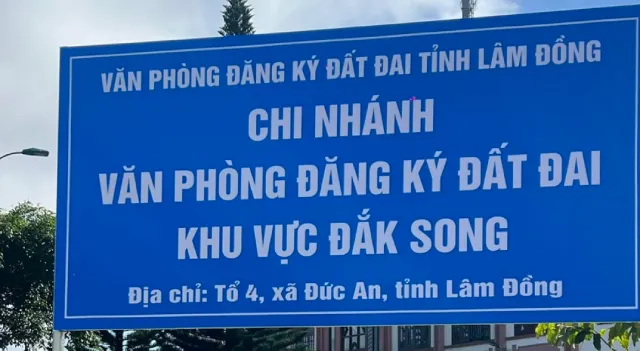 VĂN PHÒNG ĐĂNG KÝ ĐẤT ĐAI TỈNH LÂM ĐỒNG
CHI NHÁNH
VĂN PHÒNG ĐĂNG KÝ ĐẤT ĐAI
KHU VỰC ĐẮK SONG
Địa chỉ: Tổ 4, xã Đức An, tỉnh Lâm Đồng